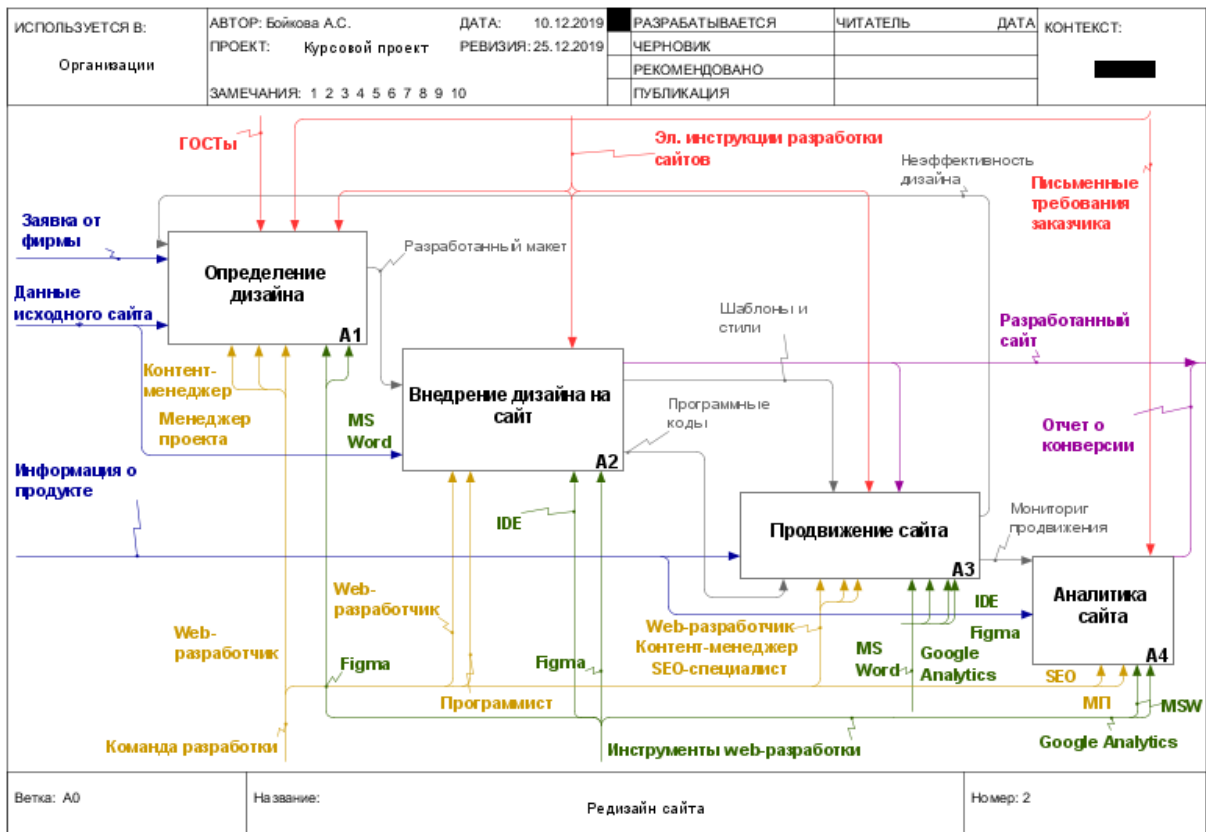 ИСПОЛЬЗУЕТСЯ В:
Организации
АВТОР: Бойкова А.С.
ДАТА: 10.12.2019
ПРОЕКТ: Курсовой проект
РЕВИЗИЯ: 25.12.2019
ЗАМЕЧАНИЯ: 1 2 3 4 5 6 7 8 9 10
РАЗРАБАТЫВАЕТСЯ
ЧЕРНОВИК
РЕКОМЕНДОВАНО
ПУБЛИКАЦИЯ
ЧИТАТЕЛЬ
ДАТА
КОНТЕКСТ:
ГОСТы
Эл. инструкции разработки
сайтов
Неэффективность
дизайна
Письменные
требования
заказчика
Заявка от
фирмы
Определение
дизайна
A1
Разработанный макет
Данные
исходного сайта
Шаблоны и
стили
Разработанный
сайт
Контент-
менеджер
Менеджер
проекта
MS
Word
Внедрение дизайна на
сайт
A2
Программные
коды
Отчет о
конверсии
Информация о
продукте
IDE
Продвижение сайта
A3
Мониториг
продвижения
Web-
разработчик
Аналитика
сайта
A4
IDE
Figma
Web-
разработчик
Web-разработчик
Контент-менеджер
SEO-специалист
MS
Word
Google
Analytics
Figma
Figma
Программист
SEO
МП
MSW
Команда разработки
Инструменты web-разработки
Google Analytics
Ветка: A0
Название:
Редизайн сайта
Номер: 2